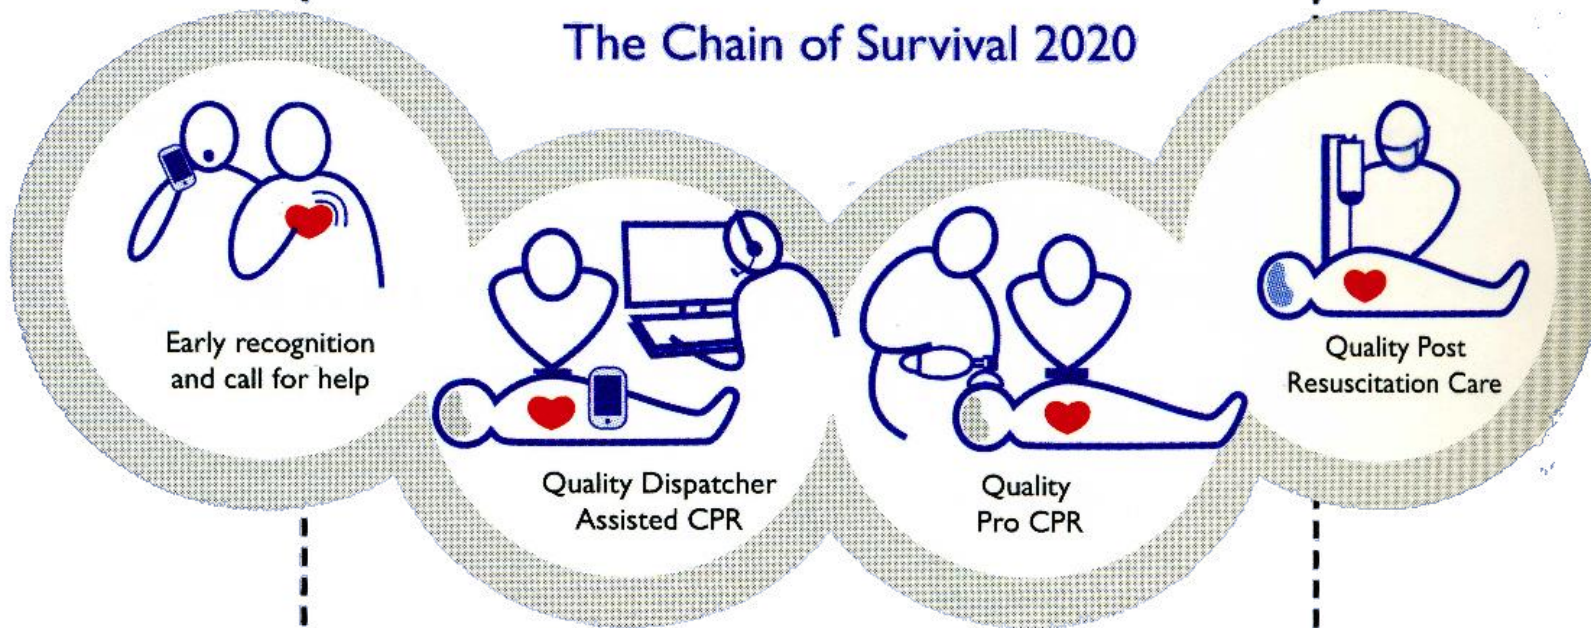 The Chain of Survival 2020
Early recognition
and call for help
Quality Dispatcher
Assisted CPR
Quality
Pro CPR
Quality Post
Resuscitation Care